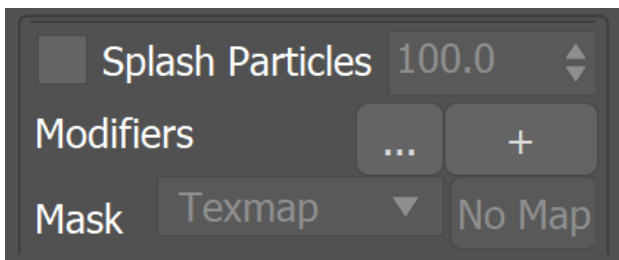 Splash Particles 100.0
Modifiers ... +
Mask Texmap No Map